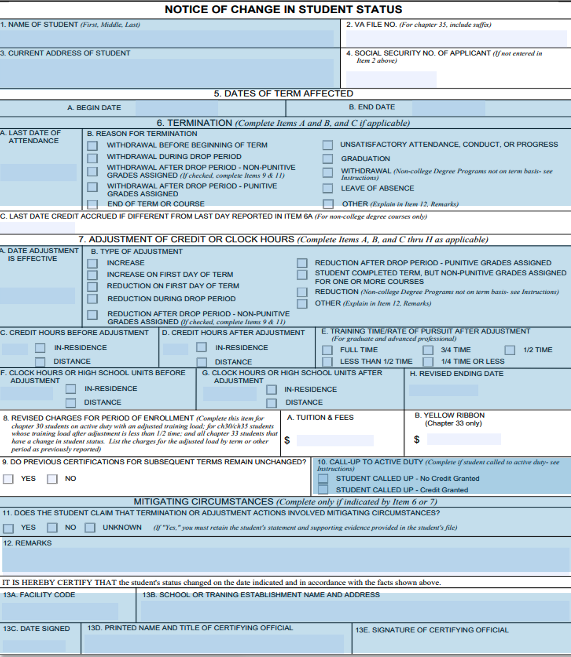 NOTICE OF CHANGE IN STUDENT STATUS
1. NAME OF STUDENT (First, Middle, Last)
2. VA FILE NO. (For chapter 35, include suffix)
3. CURRENT ADDRESS OF STUDENT
4. SOCIAL SECURITY NO. OF APPLICANT (If not entered in
Item 2 above)
5. DATES OF TERM AFFECTED
A. BEGIN DATE
B. END DATE
6. TERMINATION (Complete Items A and B, and C if applicable)
A. LAST DATE OF
ATTENDANCE
B. REASON FOR TERMINATION
WITHDRAWAL BEFORE BEGINNING OF TERM
WITHDRAWAL DURING DROP PERIOD
WITHDRAWAL AFTER DROP PERIOD - NON-PUNITIVE
GRADES ASSIGNED (If checked, complete Items 9 & 11)
WITHDRAWAL AFTER DROP PERIOD - PUNITIVE
GRADES ASSIGNED
END OF TERM OR COURSE
UNSATISFACTORY ATTENDANCE, CONDUCT, OR PROGRESS
GRADUATION
WITHDRAWAL (Non-college Degree Programs not on term basis- see
Instructions)
LEAVE OF ABSENCE
OTHER (Explain in Item 12, Remarks)
C. LAST DATE CREDIT ACCRUED IF DIFFERENT FROM LAST DAY REPORTED IN ITEM 6A (For non-college degree courses only)
7. ADJUSTMENT OF CREDIT OR CLOCK HOURS (Complete Items A, B, and C thru H as applicable)
A. DATE ADJUSTMENT
IS EFFECTIVE
B. TYPE OF ADJUSTMENT
INCREASE
INCREASE ON FIRST DAY OF TERM
REDUCTION ON FIRST DAY OF TERM
REDUCTION DURING DROP PERIOD
REDUCTION AFTER DROP PERIOD - NON-PUNITIVE
GRADES ASSIGNED (If checked, complete Items 9 & 11)
REDUCTION AFTER DROP PERIOD - PUNITIVE GRADES ASSIGNED
STUDENT COMPLETED TERM, BUT NON-PUNITIVE GRADES ASSIGNED
FOR ONE OR MORE COURSES
REDUCTION (Non-college Degree Programs not on term basis- see Instructions)
OTHER (Explain in Item 12, Remarks)
C. CREDIT HOURS BEFORE ADJUSTMENT
IN-RESIDENCE
DISTANCE
D. CREDIT HOURS AFTER ADJUSTMENT
IN-RESIDENCE
DISTANCE
E. TRAINING TIME/RATE OF PURSUIT AFTER ADJUSTMENT
(For graduate and advanced professional)
FULL TIME 3/4 TIME 1/2 TIME
LESS THAN 1/2 TIME 1/4 TIME OR LESS
F. CLOCK HOURS OR HIGH SCHOOL UNITS BEFORE
ADJUSTMENT
IN-RESIDENCE
DISTANCE
G. CLOCK HOURS OR HIGH SCHOOL UNITS AFTER
ADJUSTMENT
IN-RESIDENCE
DISTANCE
H. REVISED ENDING DATE
8. REVISED CHARGES FOR PERIOD OF ENROLLMENT (Complete this item for
chapter 30 students on active duty with an adjusted training load; for ch30/ch35 students
whose training load after adjustment is less than 1/2 time; and all chapter 33 students that
have a change in student status. List the charges for the adjusted load by term or other
period as previously reported)
A. TUITION & FEES
$
B. YELLOW RIBBON
(Chapter 33 only)
$
9. DO PREVIOUS CERTIFICATIONS FOR SUBSEQUENT TERMS REMAIN UNCHANGED?
YES NO
10. CALL-UP TO ACTIVE DUTY (Complete if student called to active duty- see
Instructions)
STUDENT CALLED UP - No Credit Granted
STUDENT CALLED UP - Credit Granted
MITIGATING CIRCUMSTANCES (Complete only if indicated by Item 6 or 7)
11. DOES THE STUDENT CLAIM THAT TERMINATION OR ADJUSTMENT ACTIONS INVOLVED MITIGATING CIRCUMSTANCES?
YES NO UNKNOWN (If "Yes," you must retain the student's statement and supporting evidence provided in the student's file)
12. REMARKS
IT IS HEREBY CERTIFY THAT the student's status changed on the date indicated and in accordance with the facts shown above.
13A. FACILITY CODE
13B. SCHOOL OR TRANING ESTABLISHMENT NAME AND ADDRESS
13C. DATE SIGNED
13D. PRINTED NAME AND TITLE OF CERTIFYING OFFICIAL
13E. SIGNATURE OF CERTIFYING OFFICIAL